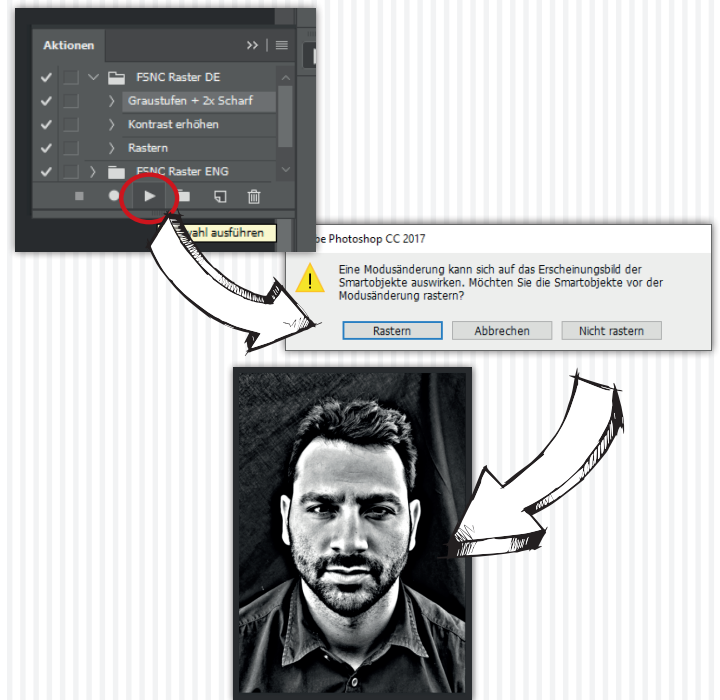 Aktionen
FSNC Raster DE
Graustufen + 2x Scharf
Kontrast erhöhen
Rastern
FSNC Raster ENG
ausführen
Photoshop CC 2017
Eine Modusänderung kann sich auf das Erscheinungsbild der
Smartobjekte auswirken. Möchten Sie die Smartobjekte vor der
Modusänderung rastern?
Rastern
Abbrechen
Nicht rastern